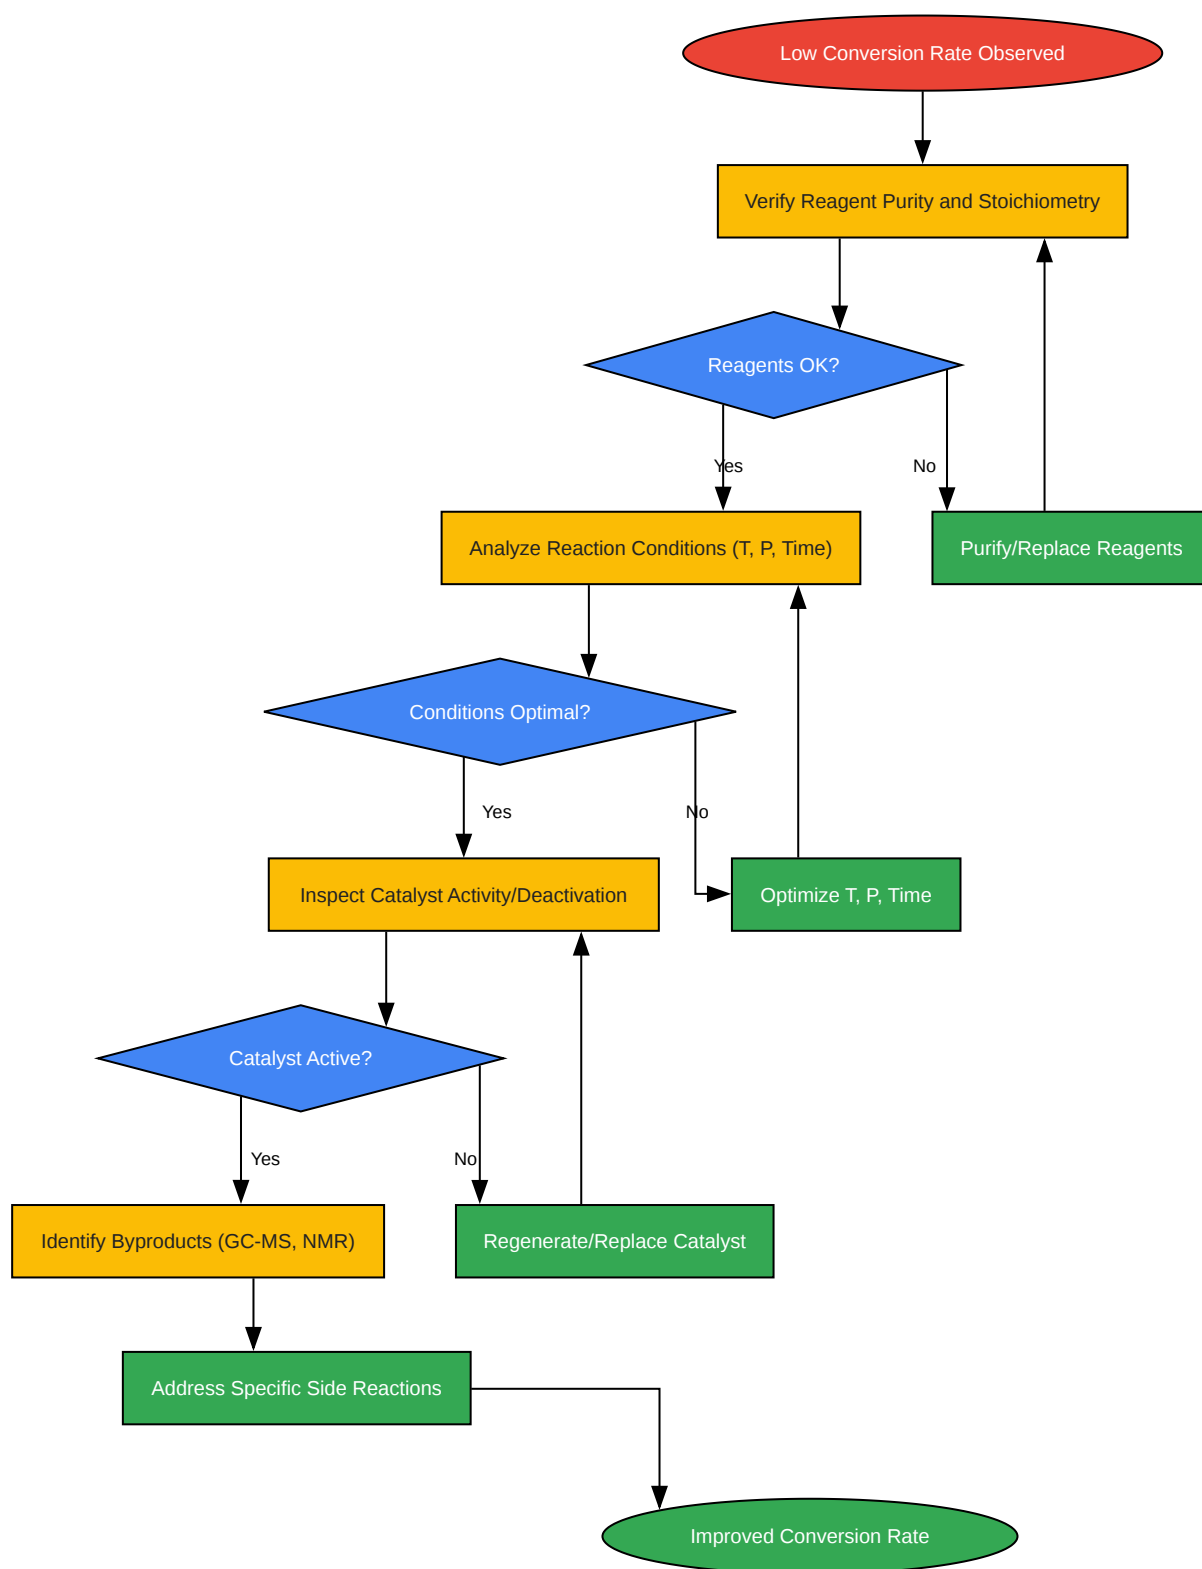 Low Conversion Rate Observed
Verify Reagent Purity and Stoichiometry
Reagents OK?
Yes
No
Analyze Reaction Conditions (T, P, Time)
Purify/Replace Reagents
Conditions Optimal?
Yes
No
Inspect Catalyst Activity/Deactivation
Optimize T, P, Time
Catalyst Active?
Yes
No
Identify Byproducts (GC-MS, NMR)
Regenerate/Replace Catalyst
Address Specific Side Reactions
Improved Conversion Rate